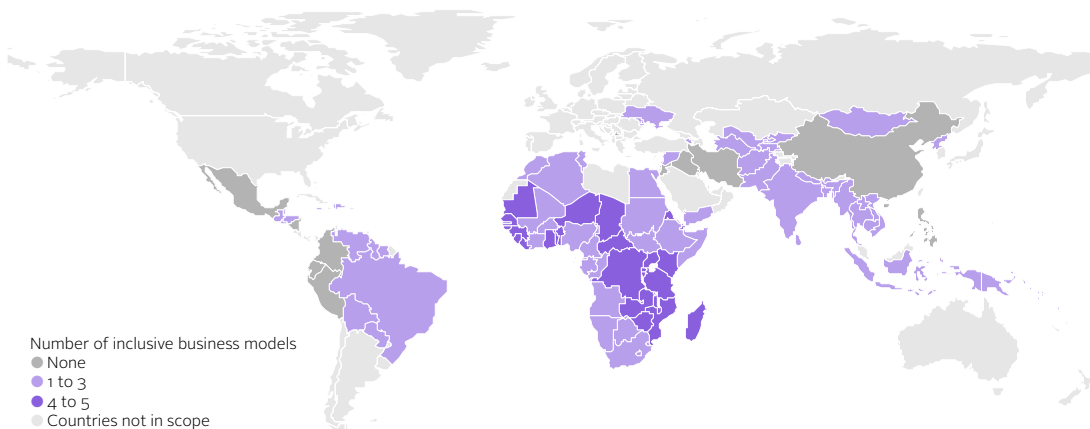 Number of inclusive business models
None
1 to 3
4 to 5
Countries not in scope